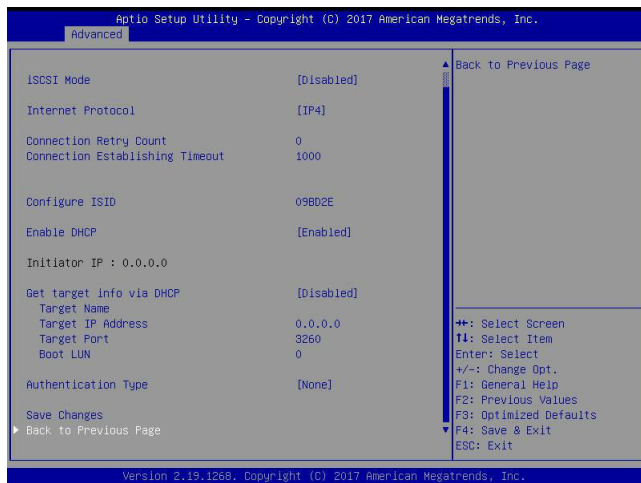 Aptio Setup Utility – Copyright (C) 2017 American Megatrends, Inc.
Advanced
iSCSI Mode [Disabled]
Internet Protocol [IP4]
Connection Retry Count 0
Connection Establishing Timeout 1000
Configure ISID 09BD2E
Enable DHCP [Enabled]
Initiator IP : 0.0.0.0
Get target info via DHCP [Disabled]
Target Name
Target IP Address 0.0.0.0
Target Port 3260
Boot LUN 0
Authentication Type [None]
Save Changes
Back to Previous Page
Back to Previous Page
→←: Select Screen
↑↓: Select Item
Enter: Select
+/-: Change Opt.
F1: General Help
F2: Previous Values
F3: Optimized Defaults
F4: Save & Exit
ESC: Exit
Version 2.19.1268. Copyright (C) 2017 American Megatrends, Inc.